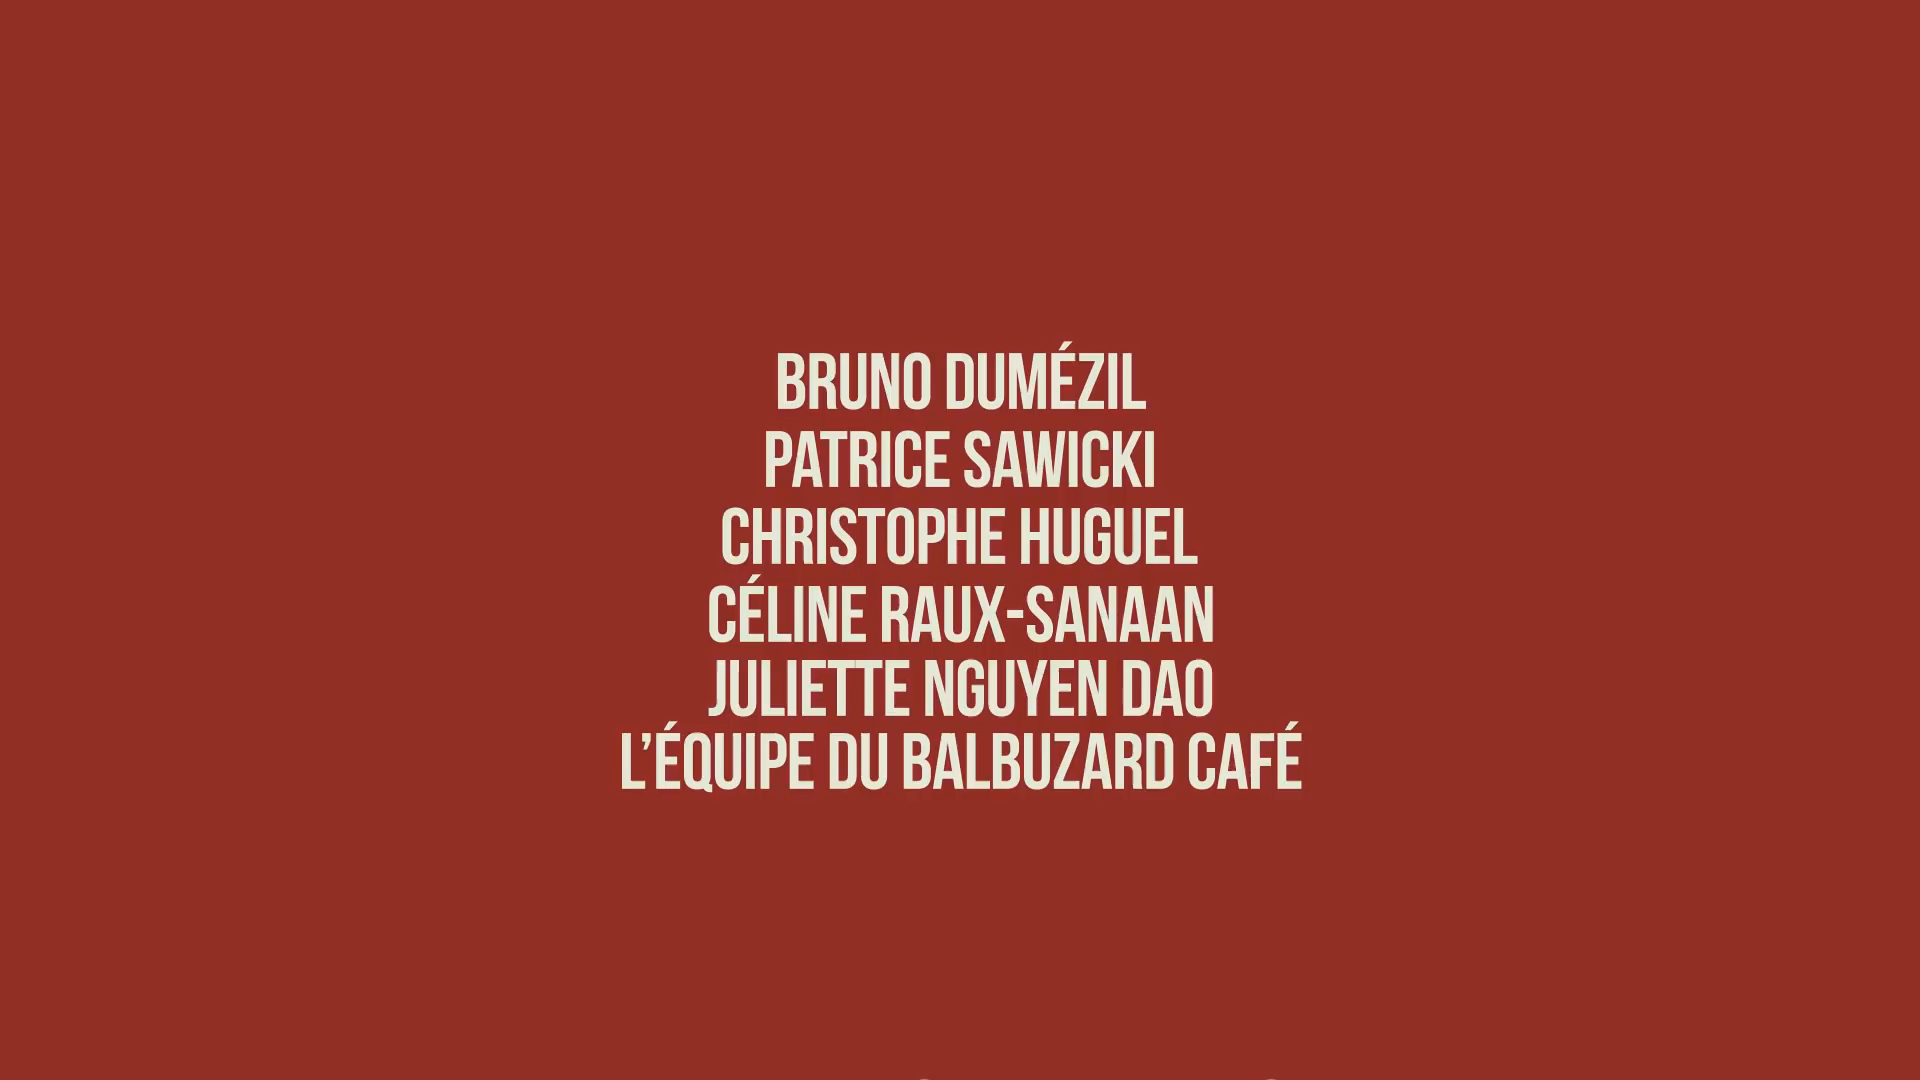 BRUNO DUMÉZIL
PATRICE SAWICKI
CHRISTOPHE HUGUEL
CÉLINE RAUX-SANAAN
JULIETTE NGUYEN DAO
L’ÉQUIPE DU BALBUZARD CAFÉ